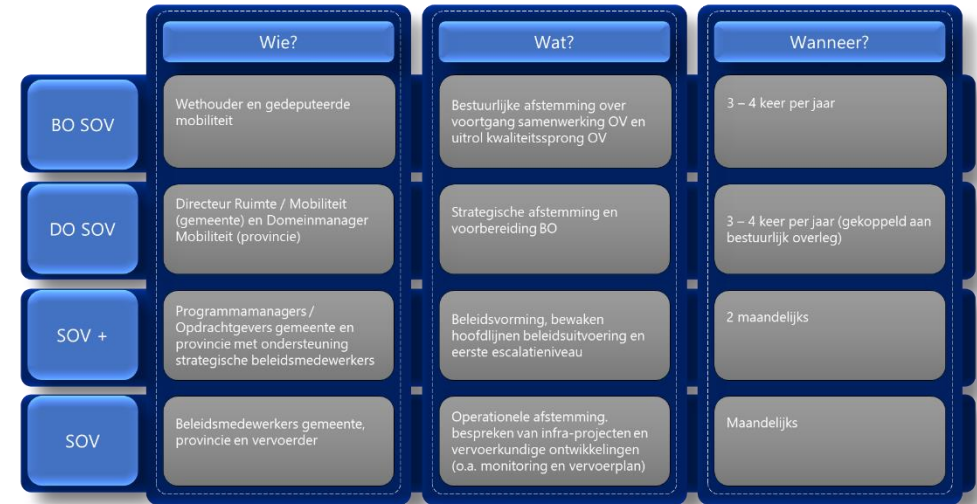 Wie?
Wat?
Wanneer?
BO SOV
Wethouder en gedeputeerde
mobiliteit
Bestuurlijke afstemming over
voortgang samenwerking OV en
uitrol kwaliteitssprong OV
3 – 4 keer per jaar
DO SOV
Directeur Ruimte / Mobiliteit
(gemeente) en Domeinmanager
Mobiliteit (provincie)
Strategische afstemming en
voorbereiding BO
3 – 4 keer per jaar (gekoppeld aan
bestuurlijk overleg)
SOV +
Programmamanagers /
Opdrachtgevers gemeente en
provincie met ondersteuning
strategische beleidsmedewerkers
Beleidsvorming, bewaken
hoofdlijnen beleidsuitvoering en
eerste escalatieniveau
2 maandelijks
SOV
Beleidsmedewerkers gemeente,
provincie en vervoerder
Operationele afstemming.
bespreken van infra-projecten en
vervoerkundige ontwikkelingen
(o.a. monitoring en vervoerplan)
Maandelijks